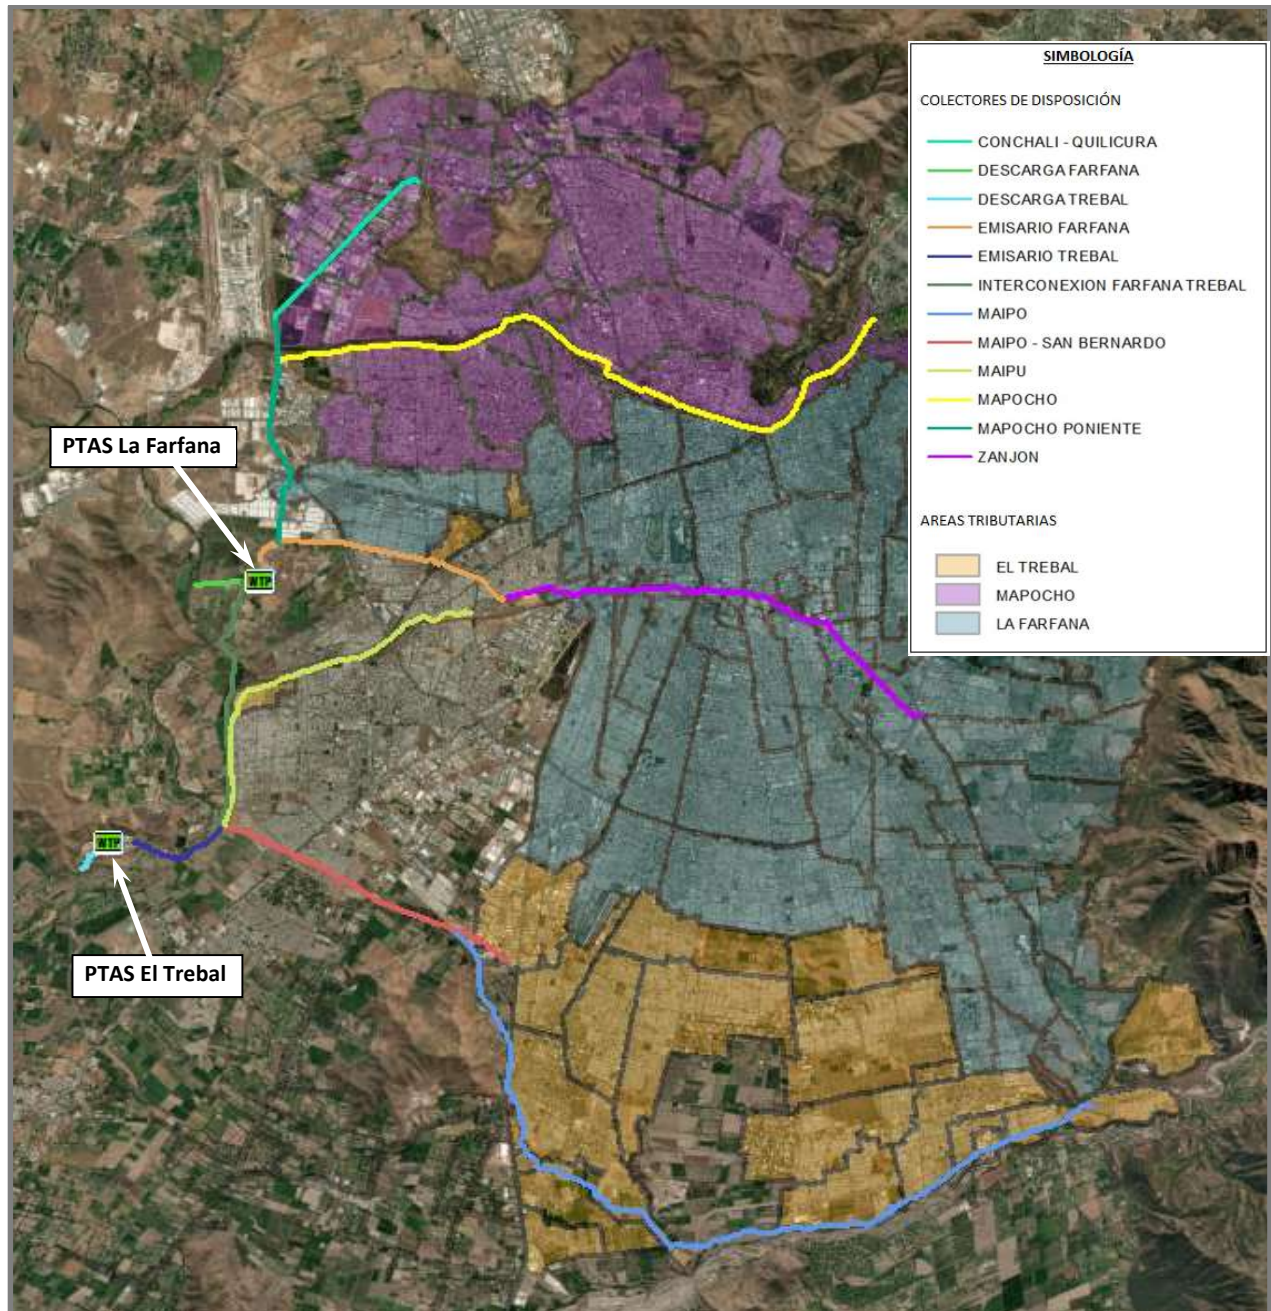 SIMBOLOGÍA
COLECTORES DE DISPOSICIÓN
CONCHALI - QUILICURA
DESCARGA FARFANA
DESCARGA TREBAL
EMISARIO FARFANA
EMISARIO TREBAL
INTERCONEXION FARFANA TREBAL
MAIPO
MAIPO - SAN BERNARDO
MAIPU
MAPOCHO
MAPOCHO PONIENTE
ZANJON
AREAS TRIBUTARIAS
EL TREBAL
MAPOCHO
LA FARFANA
PTAS La Farfana
WTP
WTP
PTAS El Trebal